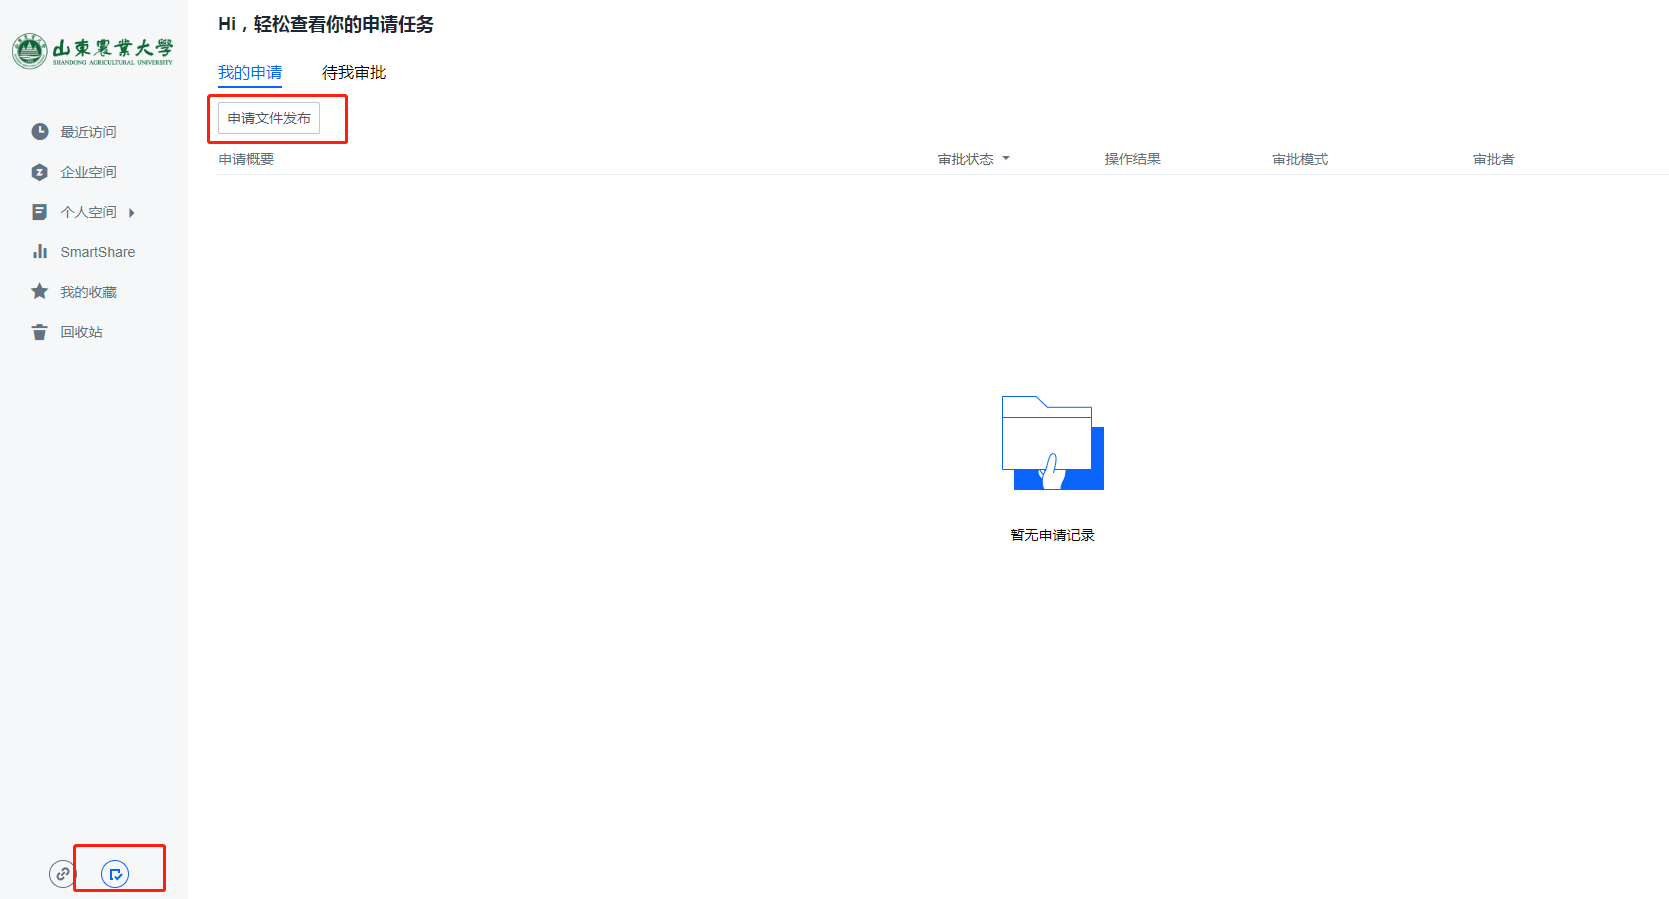 山東農業大学
SHANDONG AGRICULTURAL UNIVERSITY
最近访问
企业空间
个人空间
SmartShare
我的收藏
回收站
Hi，轻松查看你的申请任务
我的申请 待我审批
申请文件发布
申请概要 审批状态 操作结果 审批模式 审批者
暂无申请记录